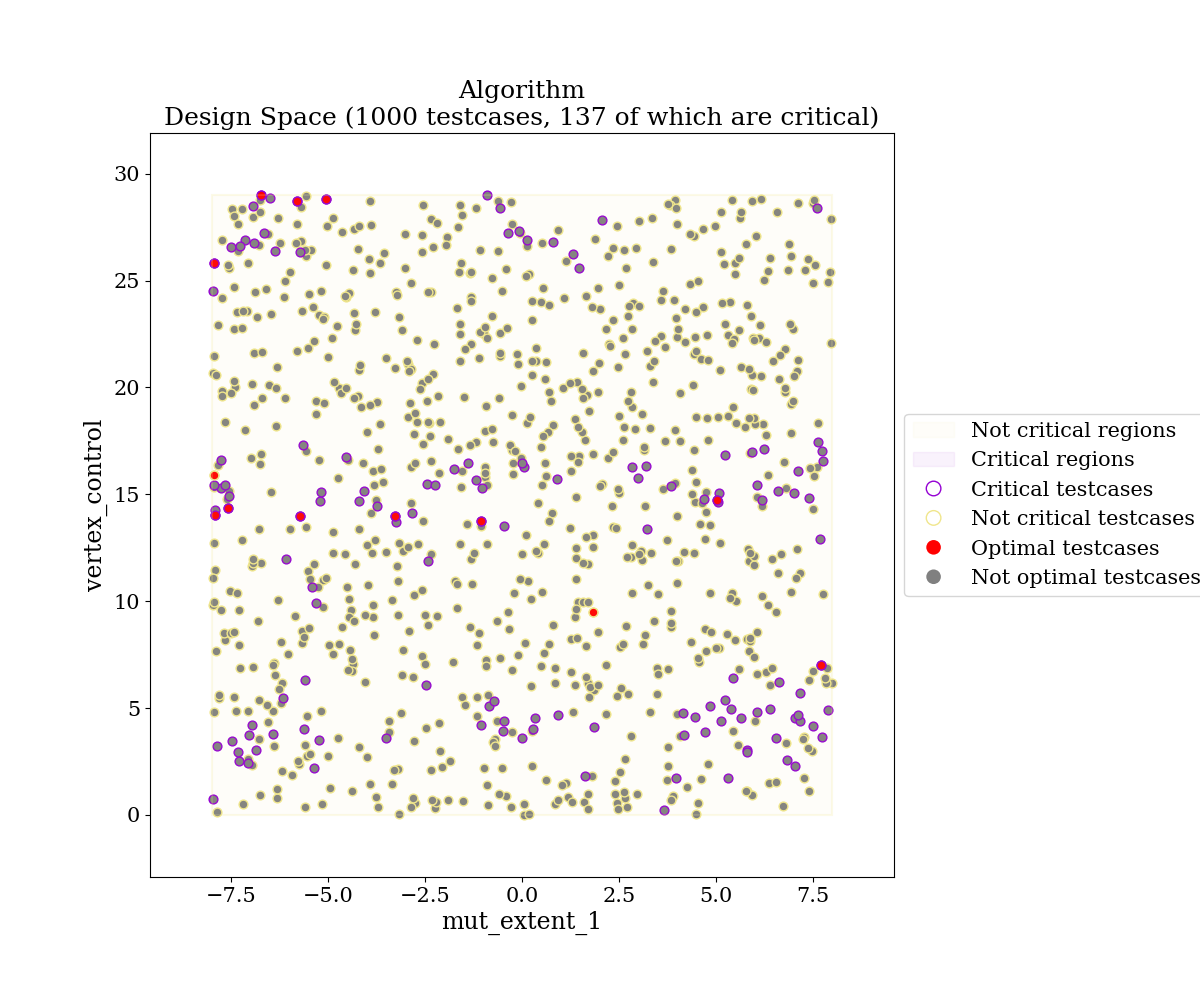 Algorithm
Design Space (1000 testcases, 137 of which are critical)
30
25
20
15
10
5
0
vertex_control
−7.5
−5.0
−2.5
0.0
2.5
5.0
7.5
mut_extent_1
Not critical regions
Critical regions
Critical testcases
Not critical testcases
Optimal testcases
Not optimal testcases